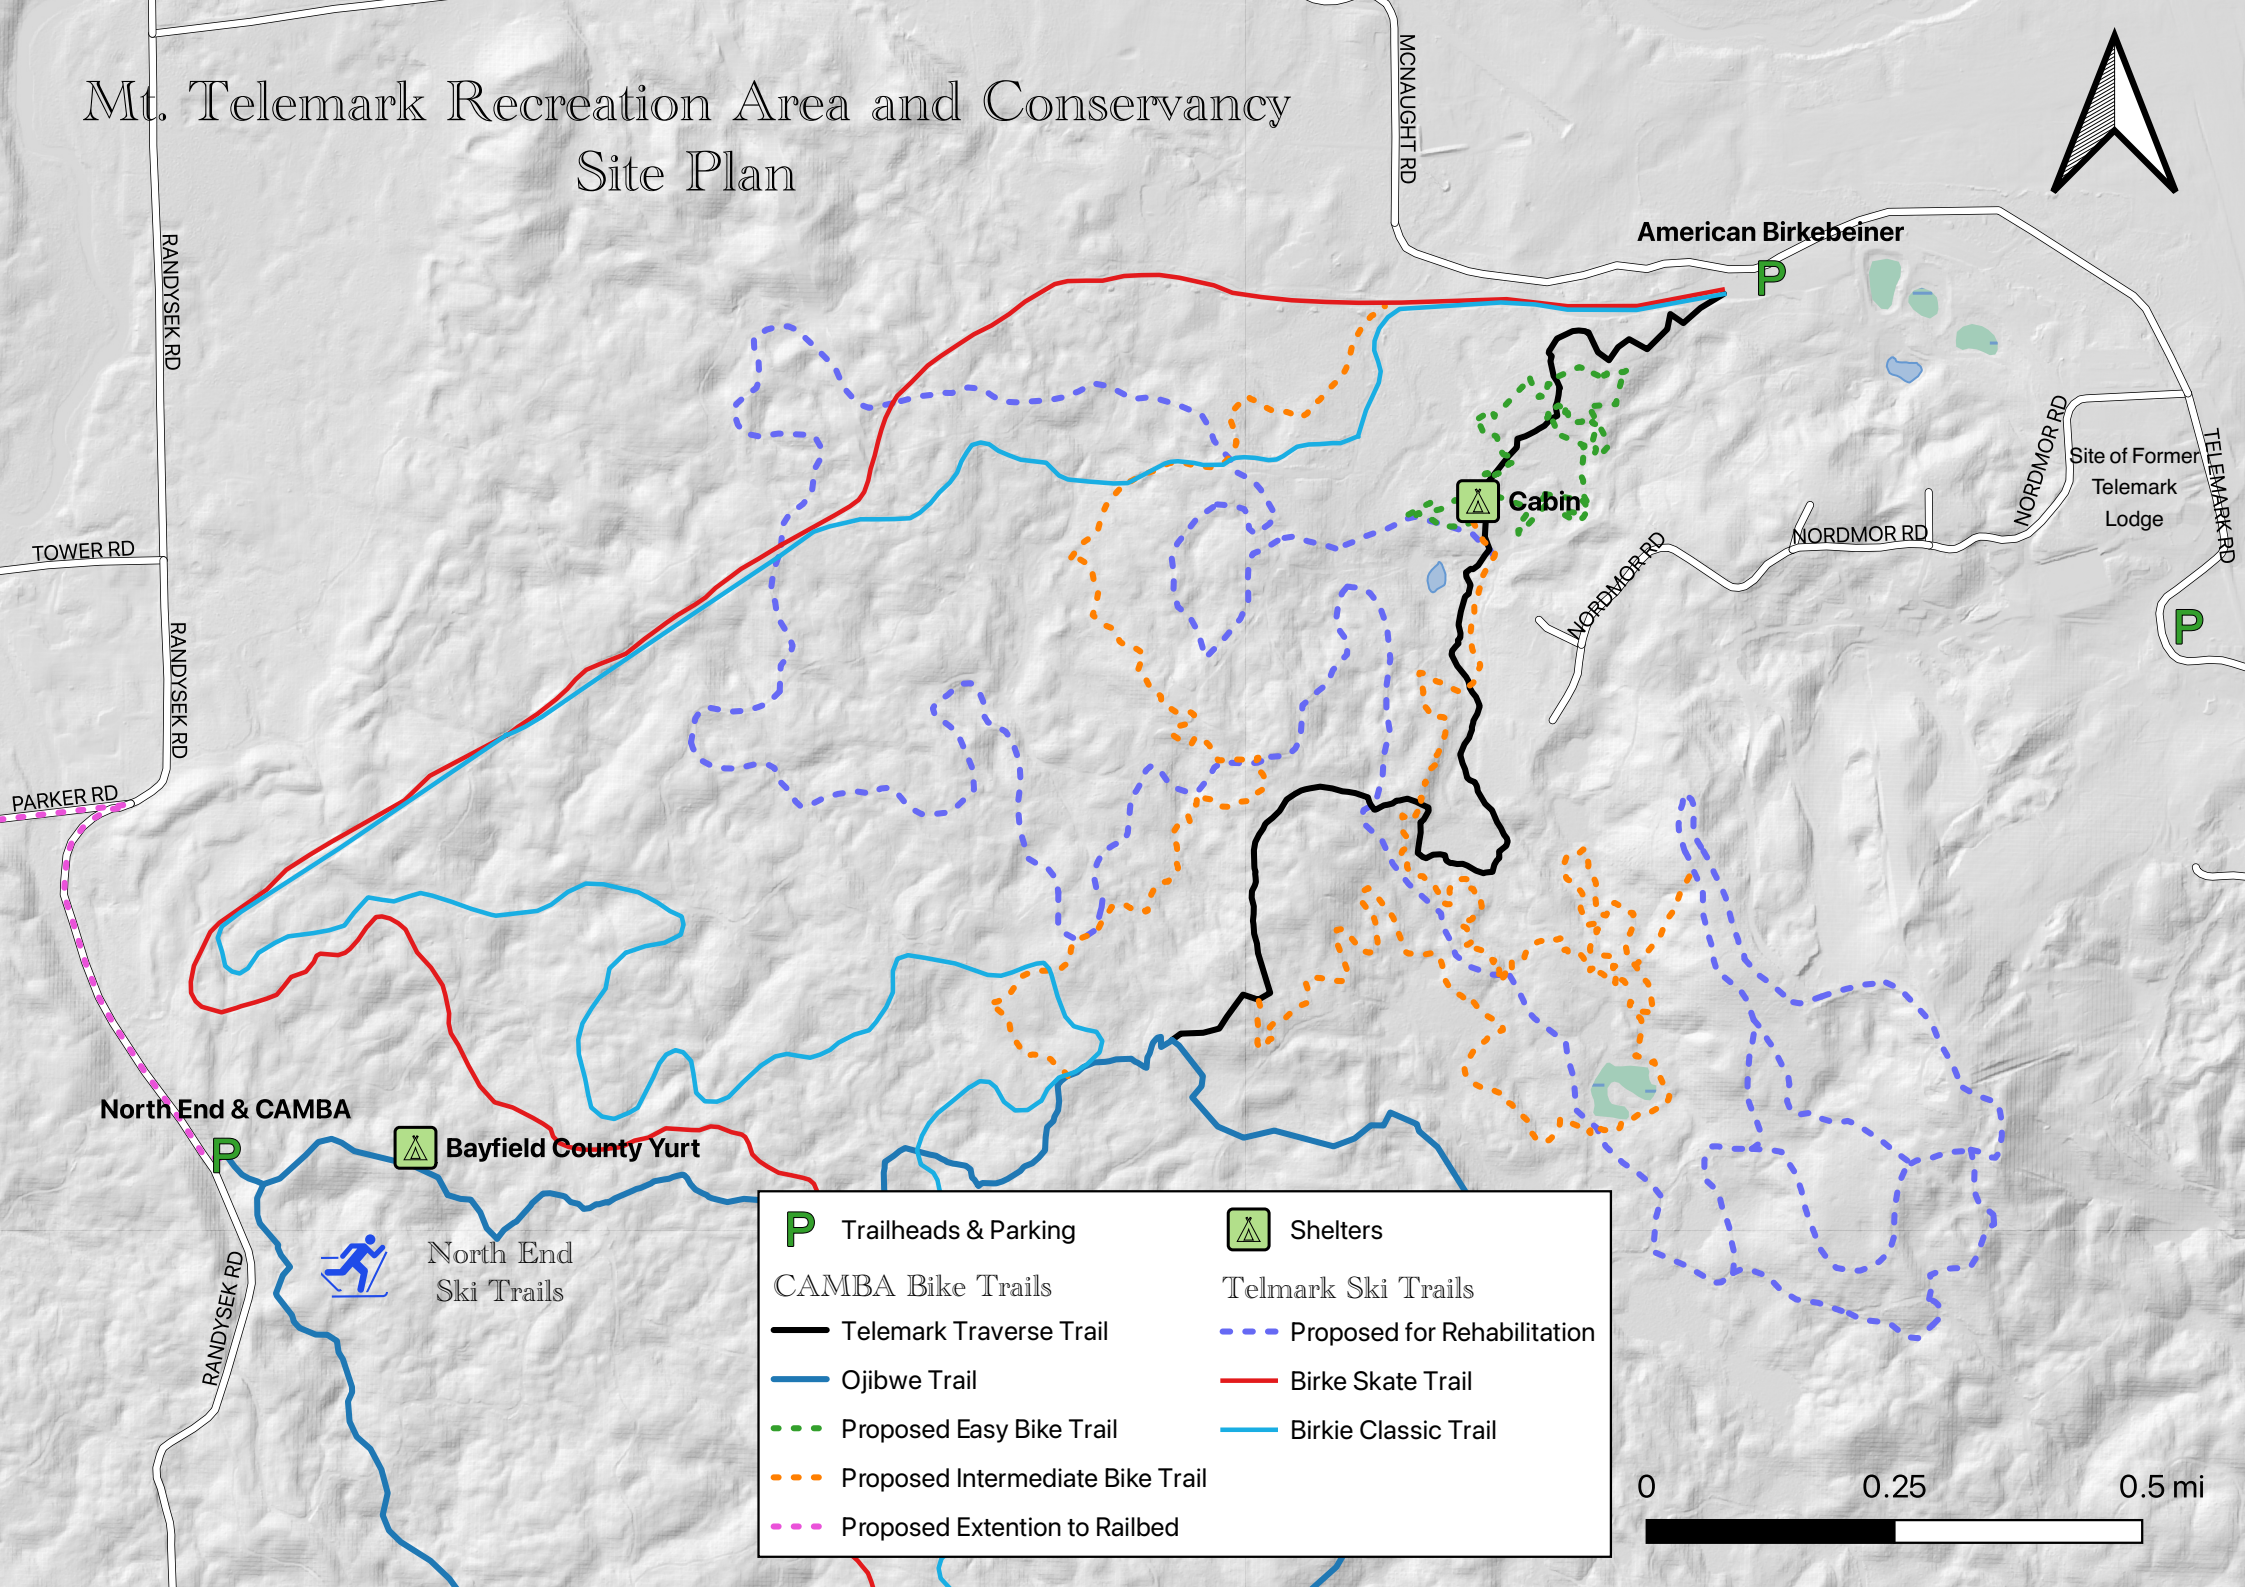 Mt. Telemark Recreation Area and Conservancy
Site Plan
MCNAUGHT RD
American Birkebeiner
P
RANDYSEK RD
NORDMOR RD
TELEMARK RD
Site of Former
Telemark
Lodge
Cabin
NORDMOR RD
NORDMOR RD
TOWER RD
P
RANDYSEK RD
PARKER RD
North End & CAMBA
P
Bayfield County Yurt
North End
Ski Trails
RANDYSEK RD
P Trailheads & Parking
Shelters
CAMBA Bike Trails
Telemark Traverse Trail
Ojibwe Trail
Proposed Easy Bike Trail
Proposed Intermediate Bike Trail
Proposed Extention to Railbed
Telmark Ski Trails
Proposed for Rehabilitation
Birke Skate Trail
Birkie Classic Trail
0 0.25 0.5 mi